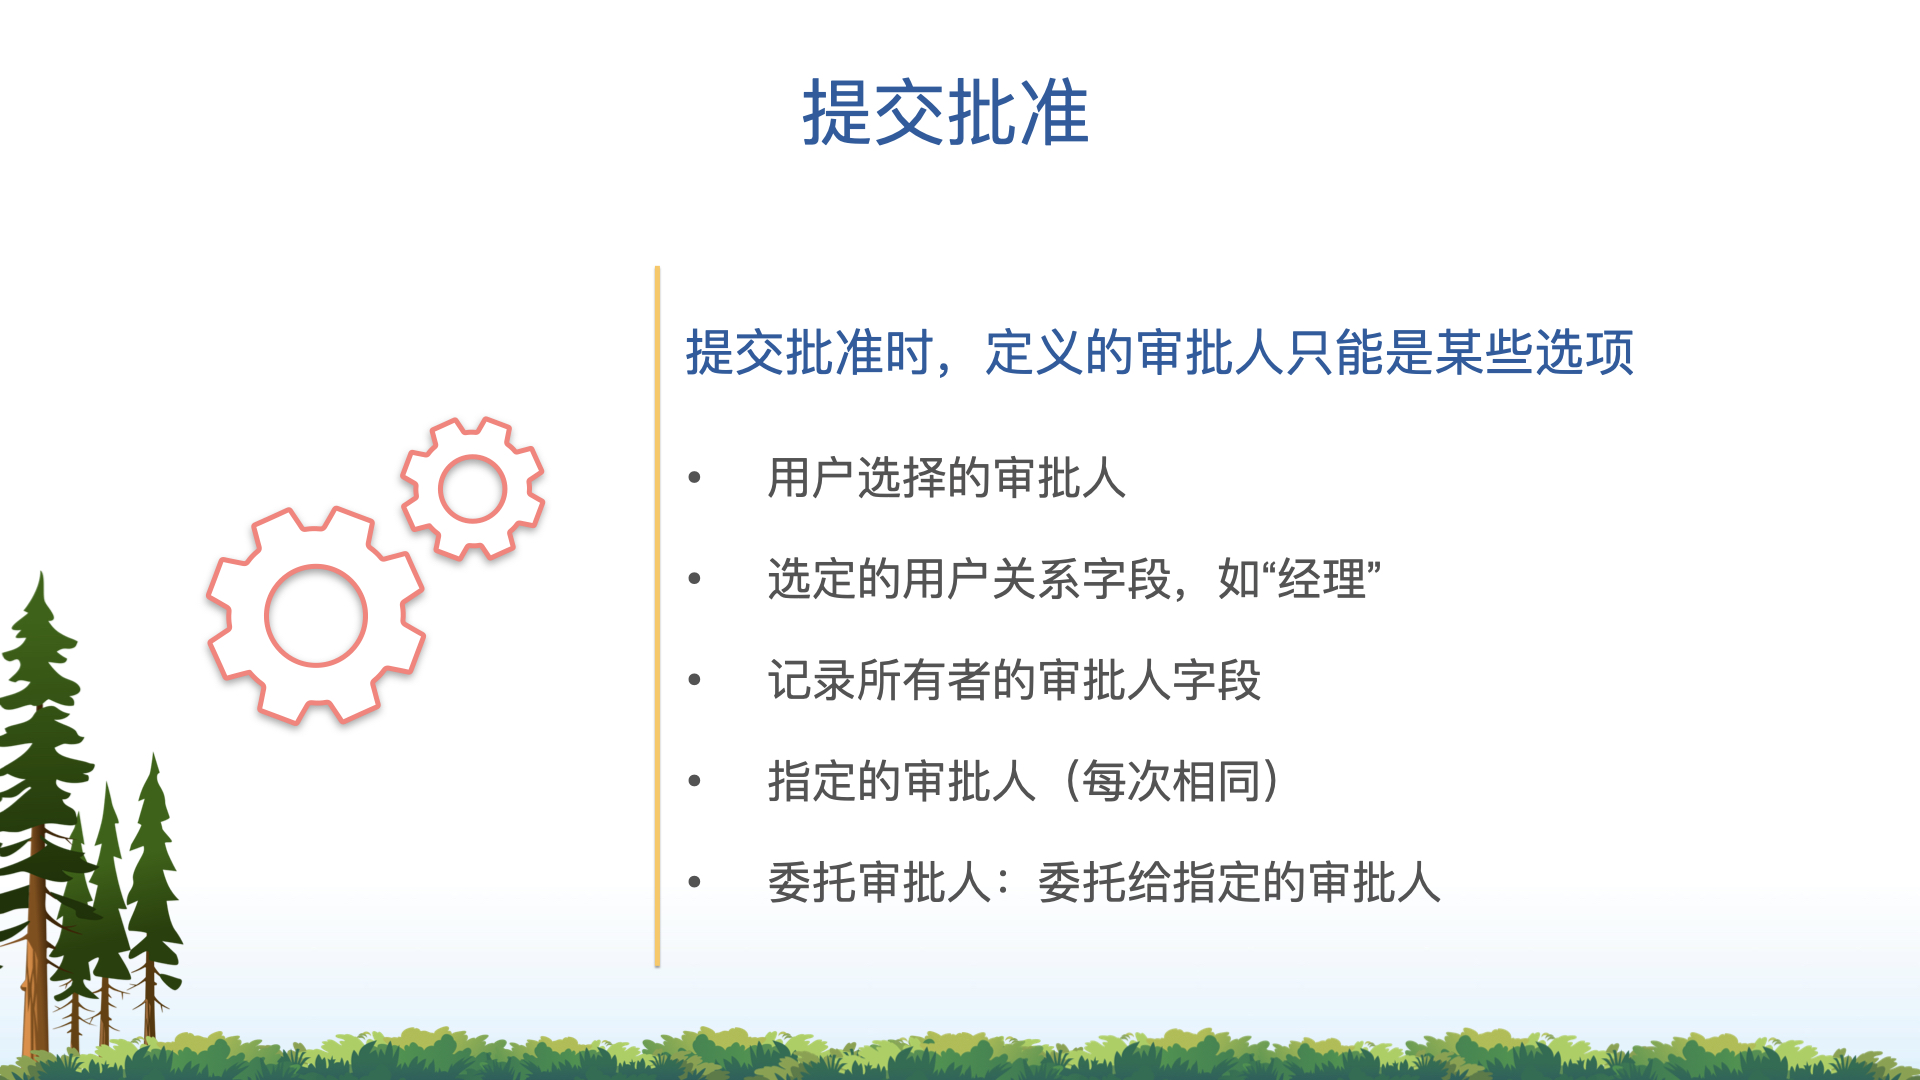 提交批准
提交批准时，定义的审批人只能是某些选项
• 用户选择的审批人
• 选定的用户关系字段，如“经理”
• 记录所有者的审批人字段
• 指定的审批人（每次相同）
• 委托审批人：委托给指定的审批人